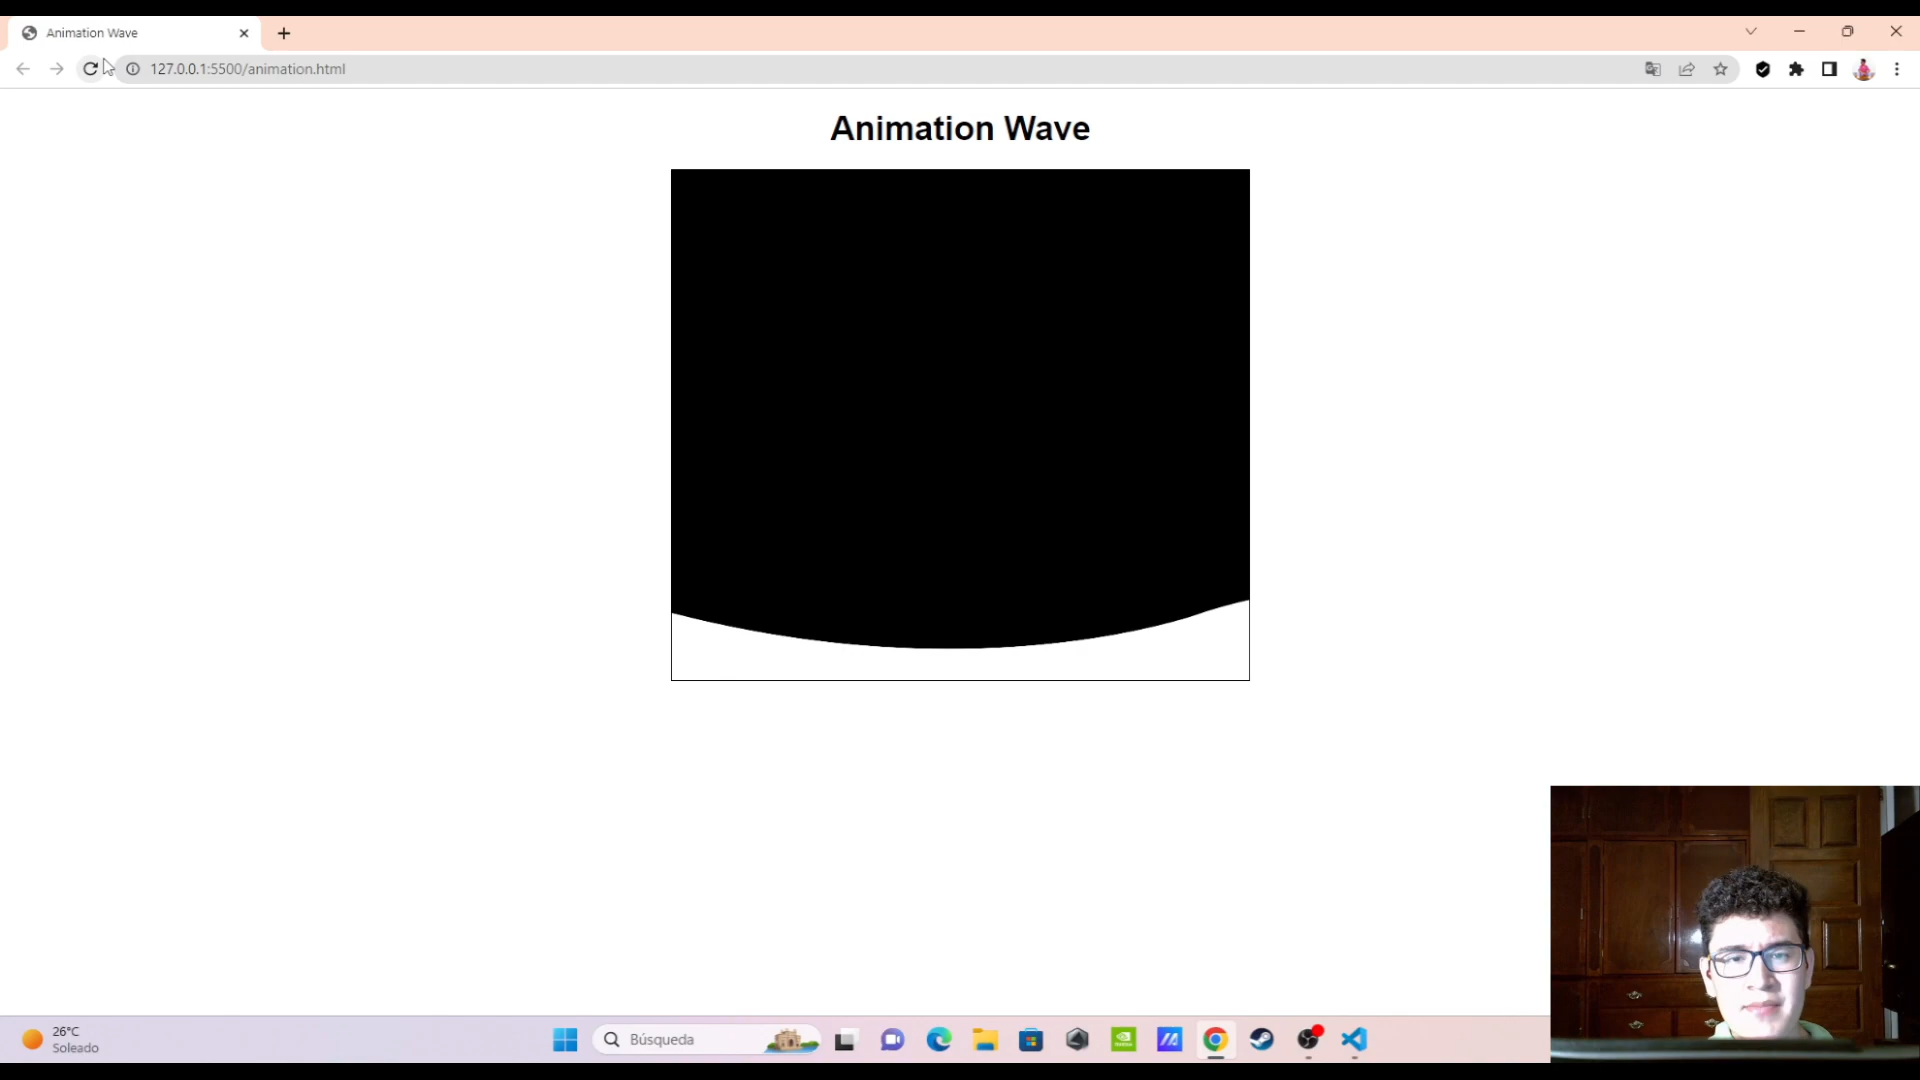 Animation Wave
127.0.0.1:5500/animation.html
Animation Wave
26°C
Soleado
Búsqueda